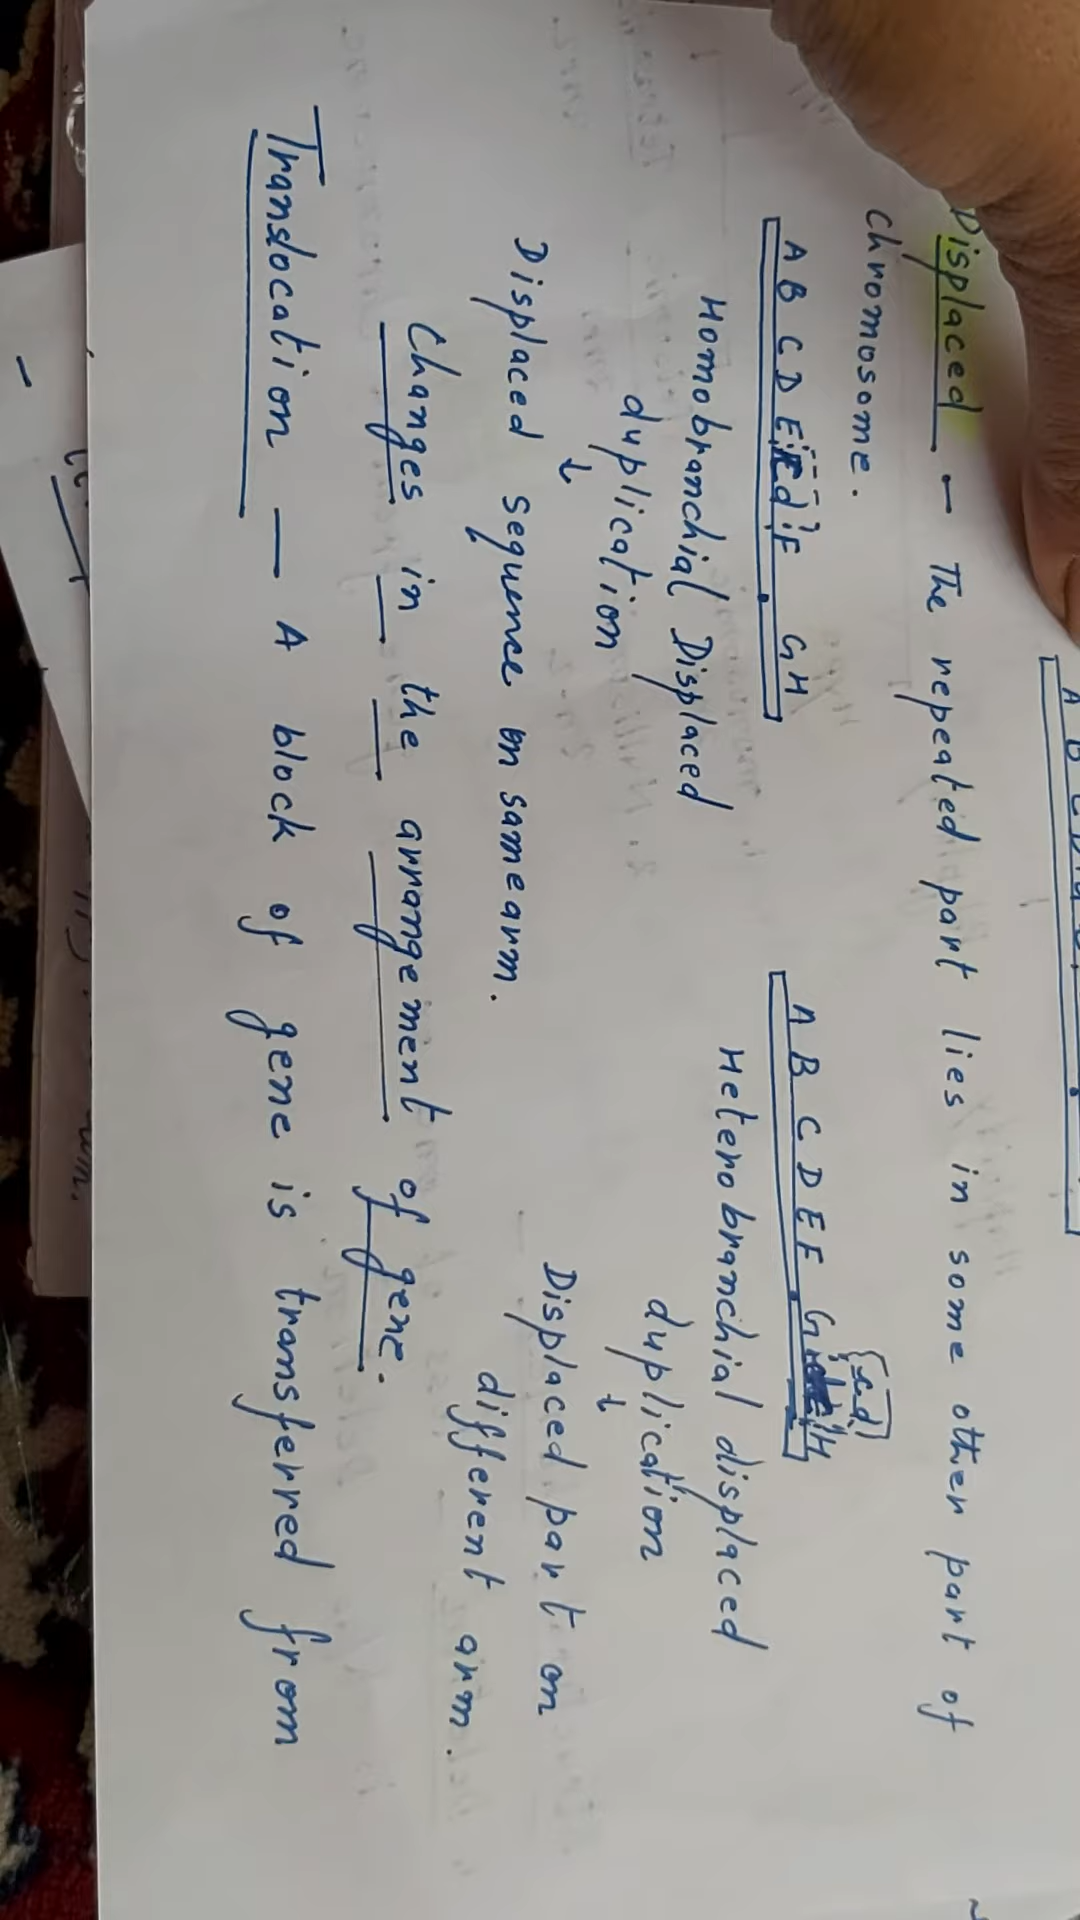 A B C D
Displaced - The repeated part lies in some other part of
chromosome.
A B C D E c d F . G H
A B C D E F . G H
{c d}
Homobranchial Displaced
duplication
↓
Displaced sequence on same arm.
Heterobranchial displaced
duplication
↓
Displaced part on
different arm.
Changes in the arrangement of gene.
Translocation — A block of gene is transferred from